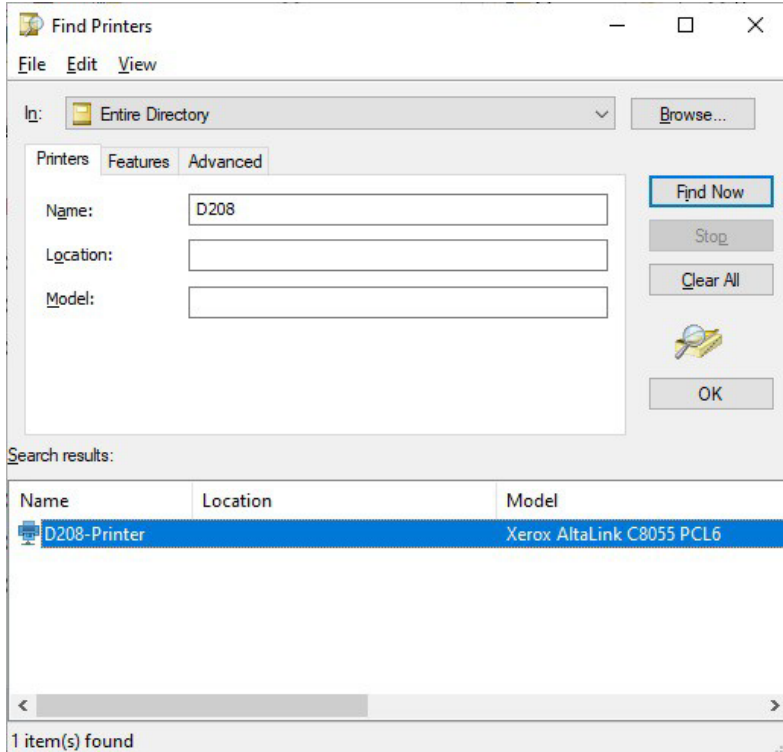 Find Printers
File Edit View
In: Entire Directory Browse...
Printers Features Advanced
Find Now
Name: D208
Stop
Location:
Clear All
Model:
OK
Search results:
Name Location Model
D208-Printer Xerox AltaLink C8055 PCL6
1 item(s) found